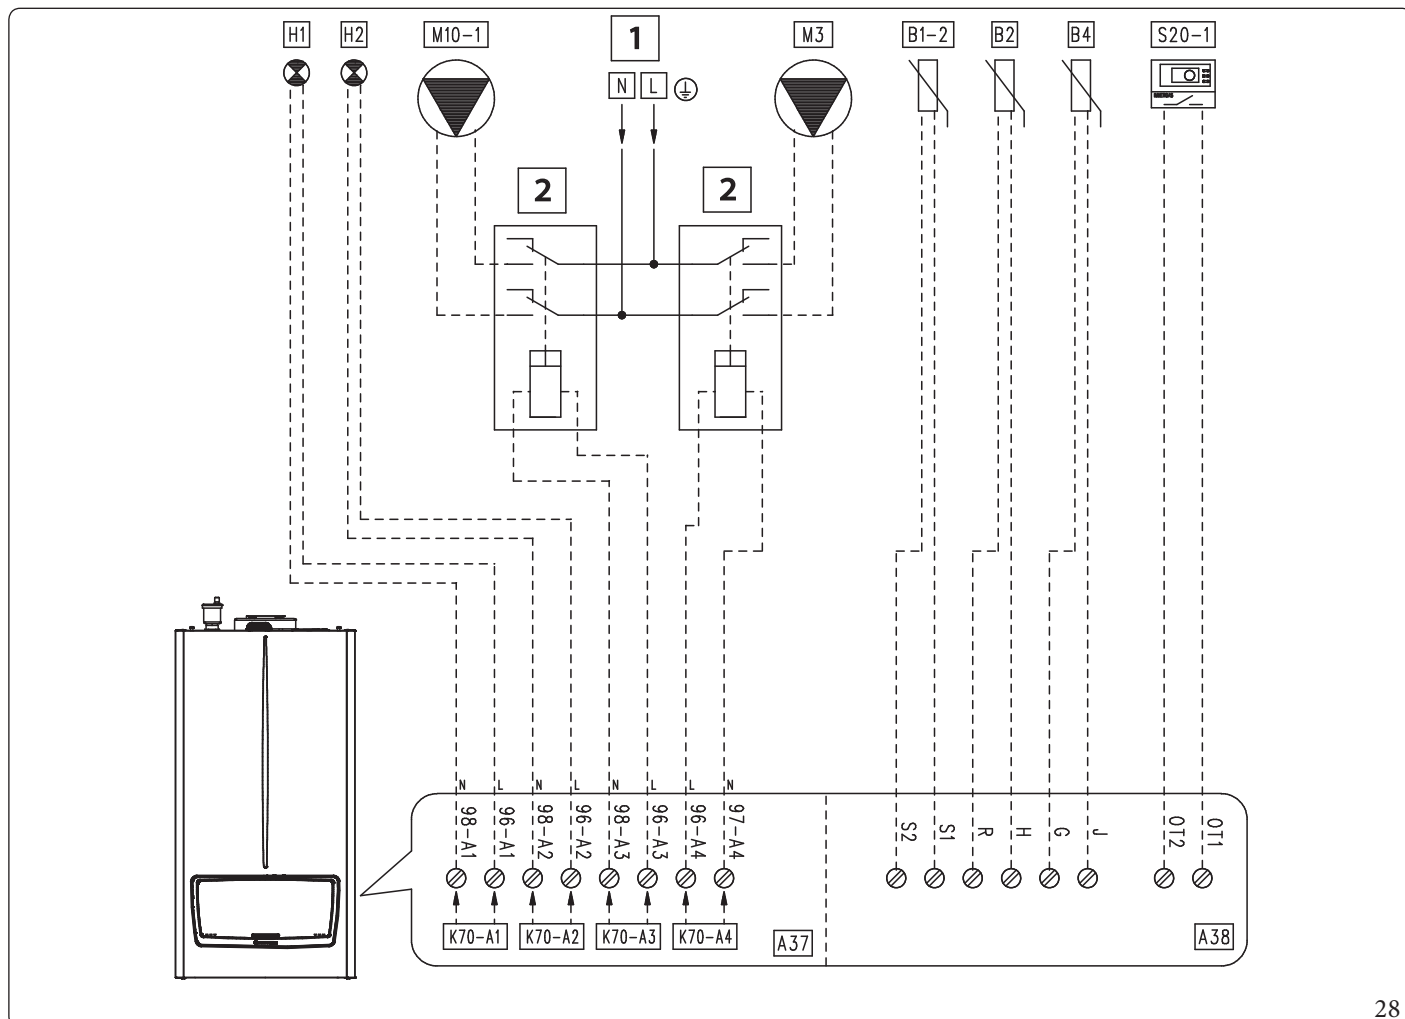 H1 H2 M10-1 1 M3 B1-2 B2 B4 S20-1
N L
2 2
N L N L N L L N
98-A1 96-A1 98-A2 96-A2 98-A3 96-A3 96-A4 97-A4 S2 S1 R H G J OT2 OT1
K70-A1 K70-A2 K70-A3 K70-A4 A37 A38
28